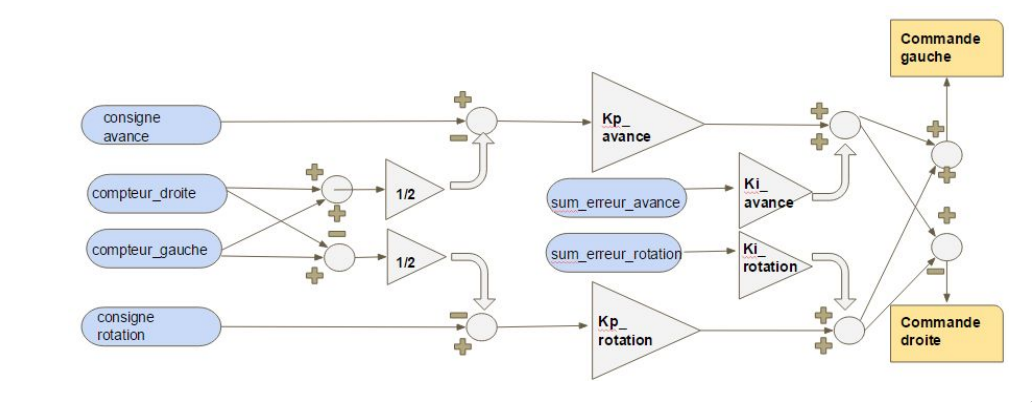 Commande
gauche
consigne
avance
Kp_
avance
compteur_droite
1/2
sum_erreur_avance
Ki_
avance
compteur_gauche
1/2
sum_erreur_rotation
Ki_
rotation
consigne
rotation
Kp_
rotation
Commande
droite